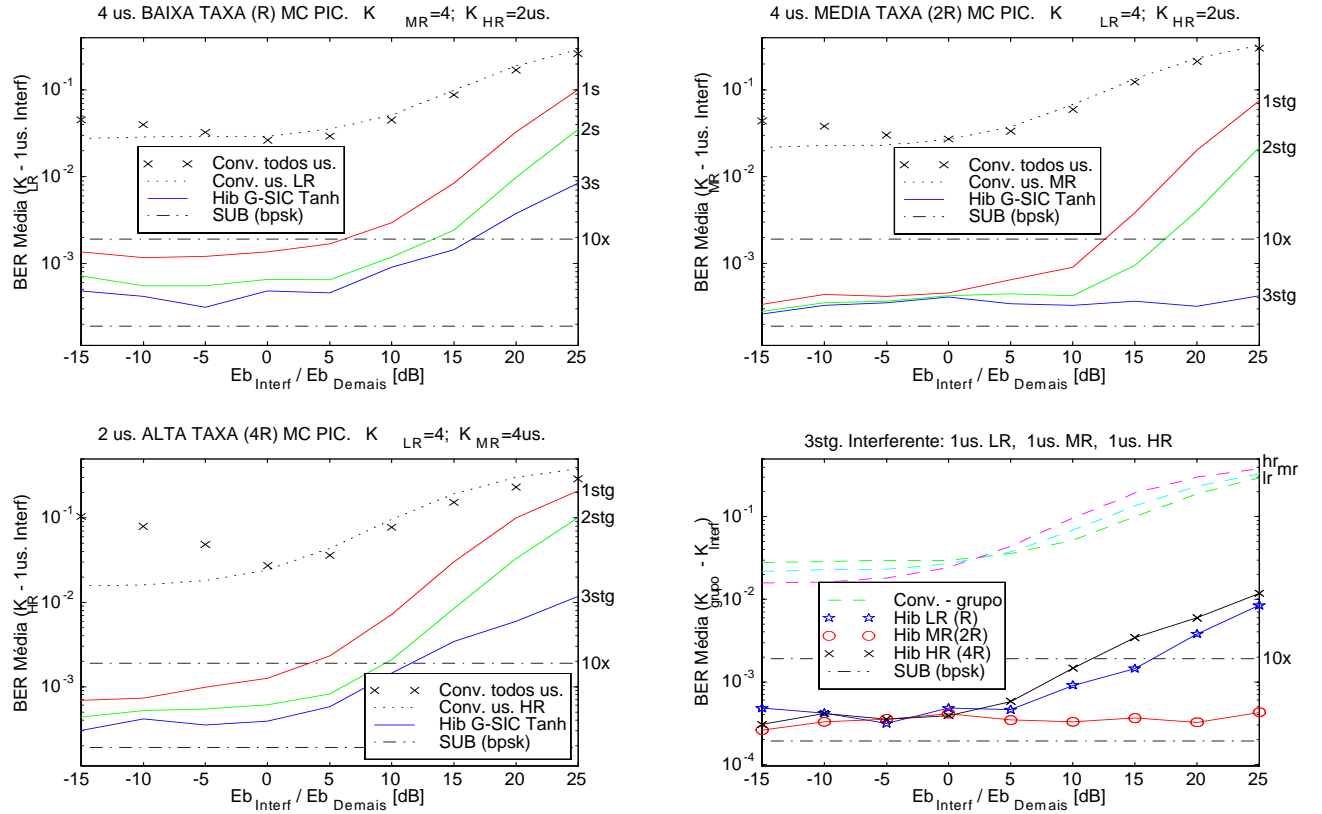 4 us. BAIXA TAXA (R) MC PIC. K MR=4; K HR=2us.
BER Média (K LR - 1us. Interf)
10-1
10-2
10-3
1s
2s
3s
10x
Conv. todos us.
Conv. us. LR
Hib G-SIC Tanh
SUB (bpsk)
-15 -10 -5 0 5 10 15 20 25
Eb Interf / Eb Demais [dB]
4 us. MEDIA TAXA (2R) MC PIC. K LR=4; K HR=2us.
BER Média (K MR - 1us. Interf)
10-1
10-2
10-3
1stg
2stg
10x
3stg
Conv. todos us.
Conv. us. MR
Hib G-SIC Tanh
SUB (bpsk)
-15 -10 -5 0 5 10 15 20 25
Eb Interf / Eb Demais [dB]
2 us. ALTA TAXA (4R) MC PIC. K LR=4; K MR=4us.
BER Média (K HR - 1us. Interf)
10-1
10-2
10-3
1stg
2stg
3stg
10x
Conv. todos us.
Conv. us. HR
Hib G-SIC Tanh
SUB (bpsk)
-15 -10 -5 0 5 10 15 20 25
Eb Interf / Eb Demais [dB]
3stg. Interferente: 1us. LR, 1us. MR, 1us. HR
BER Média (K grupo - K Interf)
10-1
10-2
10-3
10-4
hr
mr
lr
10x
Conv. - grupo
Hib LR (R)
Hib MR(2R)
Hib HR (4R)
SUB (bpsk)
-15 -10 -5 0 5 10 15 20 25
Eb Interf / Eb Demais [dB]